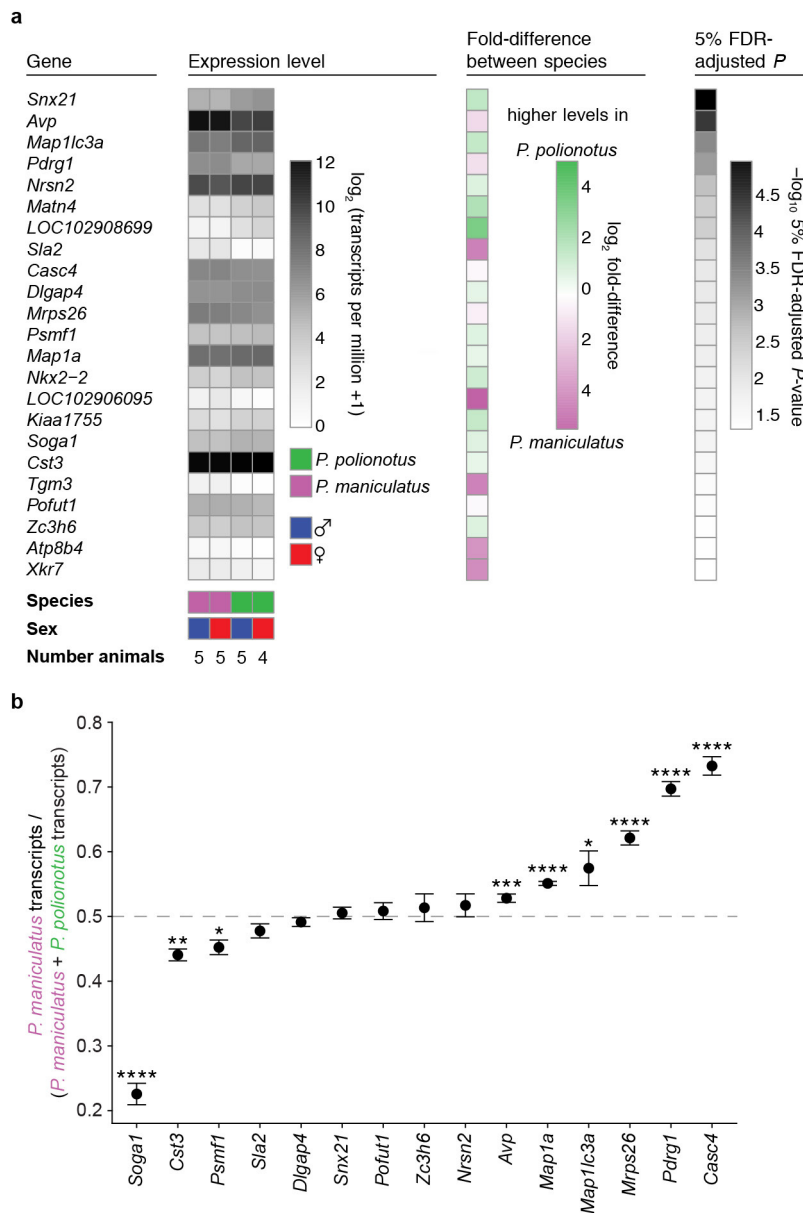 a
Gene
Expression level
Fold-difference
between species
5% FDR-
adjusted P
Snx21
Avp
Map1lc3a
Pdrg1
Nrsn2
Matn4
LOC102908699
Sla2
Casc4
Dlgap4
Mrps26
Psmf1
Map1a
Nkx2−2
LOC102906095
Kiaa1755
Soga1
Cst3
Tgm3
Pofut1
Zc3h6
Atp8b4
Xkr7
12
10
8
6
4
2
0
log2 (transcripts per million +1)
P. polionotus
P. maniculatus
♂
♀
higher levels in
P. polionotus
4
2
0
2
4
log2 fold-difference
P. maniculatus
4.5
4
3.5
3
2.5
2
1.5
−log10 5% FDR-adjusted P-value
Species
Sex
Number animals
5 5 5 4
b
P. maniculatus transcripts /
(P. maniculatus + P. polionotus transcripts)
0.8
0.7
0.6
0.5
0.4
0.3
0.2
****
**
*
***
****
*
****
****
****
Soga1
Cst3
Psmf1
Sla2
Dlgap4
Snx21
Pofut1
Zc3h6
Nrsn2
Avp
Map1a
Map1lc3a
Mrps26
Pdrg1
Casc4